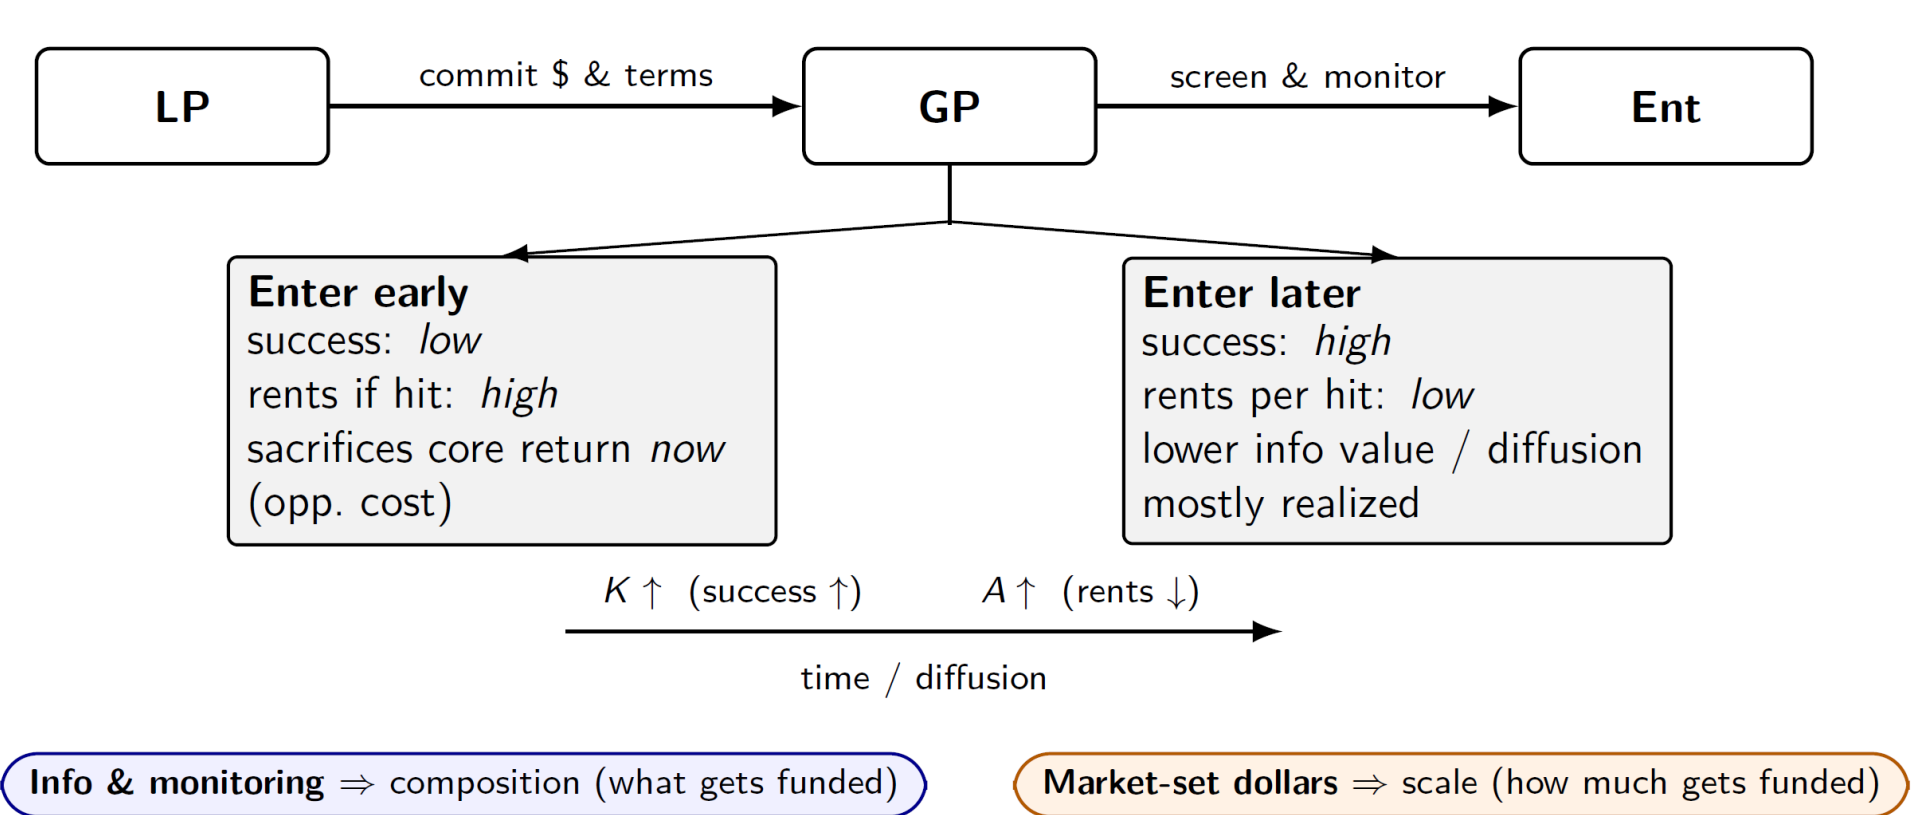 LP
commit $ & terms
GP
screen & monitor
Ent
Enter early
success: low
rents if hit: high
sacrifices core return now
(opp. cost)
Enter later
success: high
rents per hit: low
lower info value / diffusion
mostly realized
K ↑ (success ↑)
A ↑ (rents ↓)
time / diffusion
Info & monitoring ⇒ composition (what gets funded)
Market-set dollars ⇒ scale (how much gets funded)